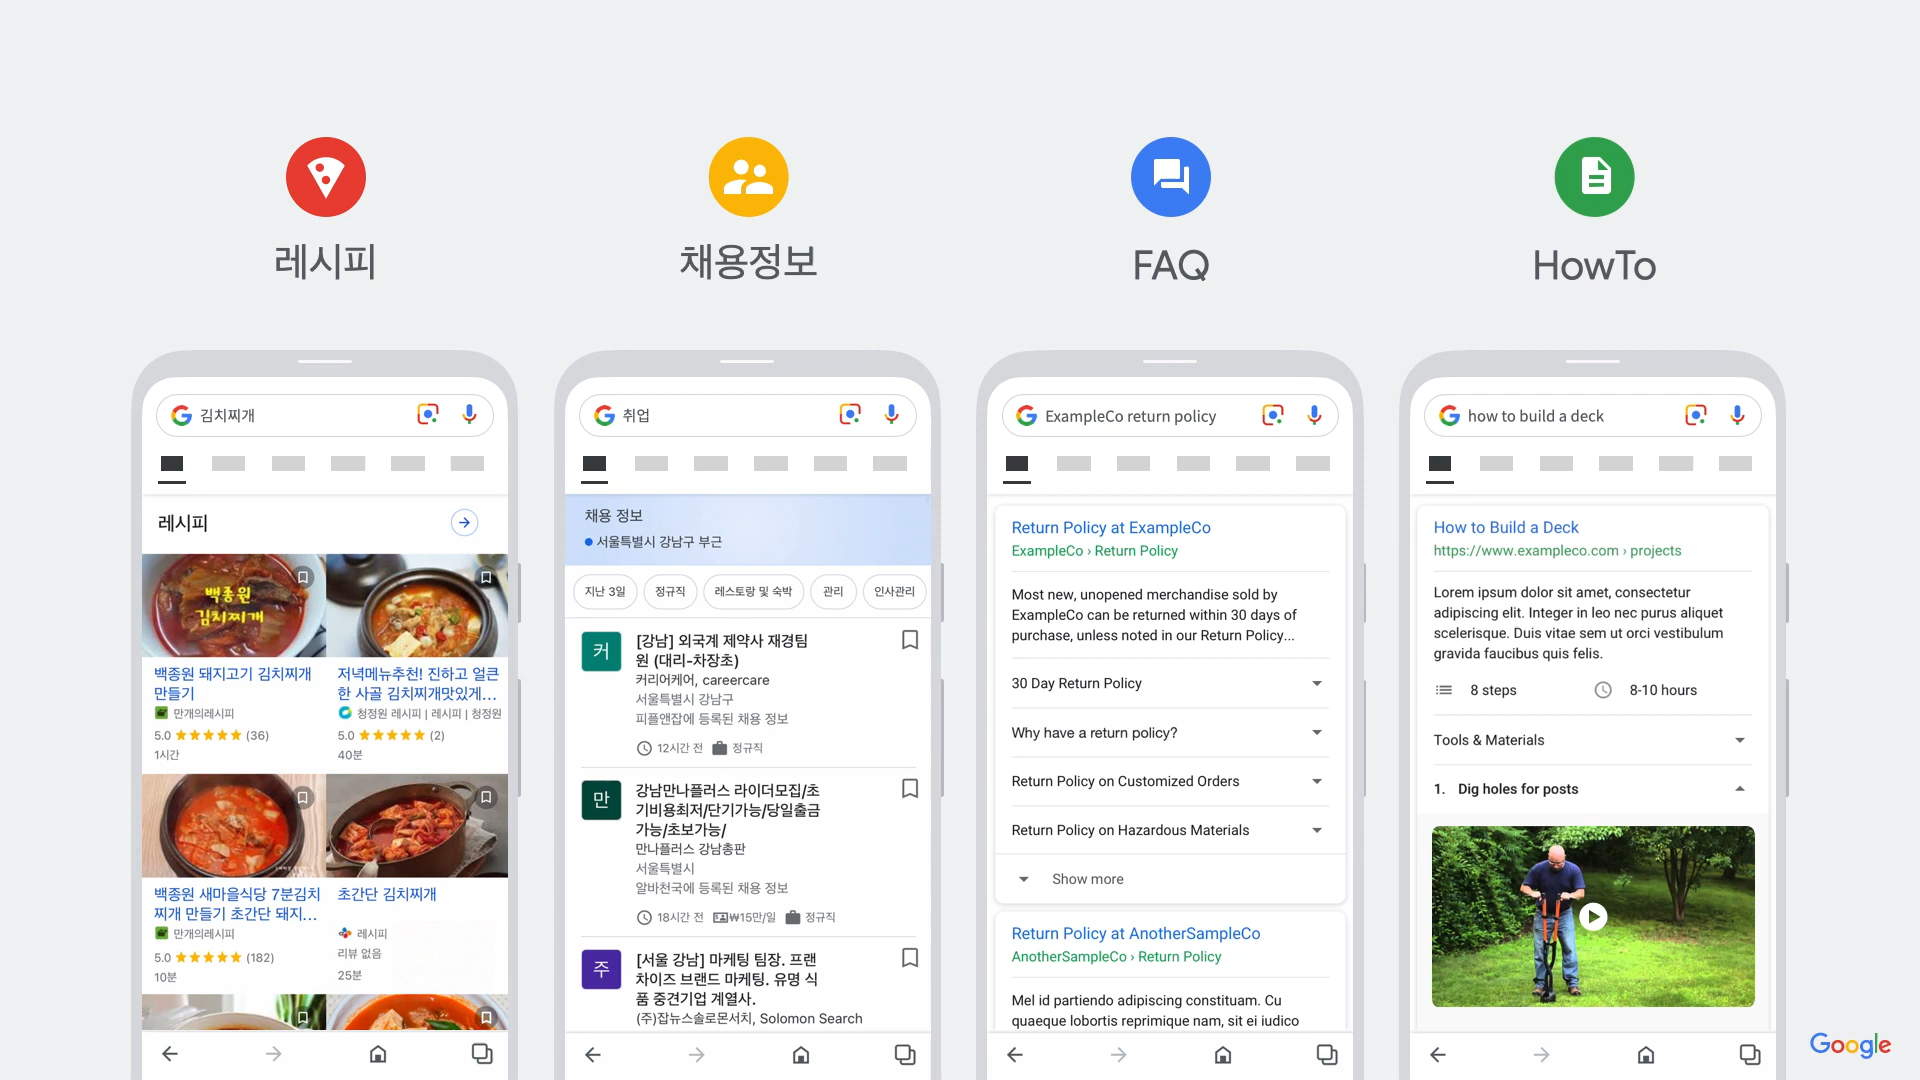 레시피
채용정보
FAQ
HowTo
김치찌개
레시피
백종원
김치찌개
백종원 돼지고기 김치찌개
만들기
만개의레시피
5.0 (36)
1시간
저녁메뉴추천! 진하고 얼큰
한 사골 김치찌개맛있게...
청정원 레시피 | 레시피 | 청정원
5.0 (2)
40분
백종원 새마을식당 7분김치
찌개 만들기 초간단 돼지...
만개의레시피
5.0 (182)
10분
초간단 김치찌개
레시피
리뷰 없음
25분
취업
채용 정보
서울특별시 강남구 부근
지난 3일
정규직
레스토랑 및 숙박
관리
인사관리
커
[강남] 외국계 제약사 재경팀
원 (대리-차장초)
커리어케어, careercare
서울특별시 강남구
피플앤잡에 등록된 채용 정보
12시간 전 정규직
만
강남만나플러스 라이더모집/초
기비용최저/단기가능/당일출금
가능/초보가능/
만나플러스 강남총판
서울특별시
알바천국에 등록된 채용 정보
18시간 전 ₩15만/일 정규직
주
[서울 강남] 마케팅 팀장. 프랜
차이즈 브랜드 마케팅. 유명 식
품 중견기업 계열사.
(주)잡뉴스솔로몬서치, Solomon Search
ExampleCo return policy
Return Policy at ExampleCo
ExampleCo › Return Policy
Most new, unopened merchandise sold by
ExampleCo can be returned within 30 days of
purchase, unless noted in our Return Policy...
30 Day Return Policy
Why have a return policy?
Return Policy on Customized Orders
Return Policy on Hazardous Materials
Show more
Return Policy at AnotherSampleCo
AnotherSampleCo › Return Policy
Mel id partiendo adipiscing constituam. Cu
quaeque lobortis reprimique nam, sit ei iudico
how to build a deck
How to Build a Deck
https://www.exampleco.com › projects
Lorem ipsum dolor sit amet, consectetur
adipiscing elit. Integer in leo nec purus aliquet
scelerisque. Duis vitae sem ut orci vestibulum
gravida faucibus quis felis.
8 steps
8-10 hours
Tools & Materials
1. Dig holes for posts
Google